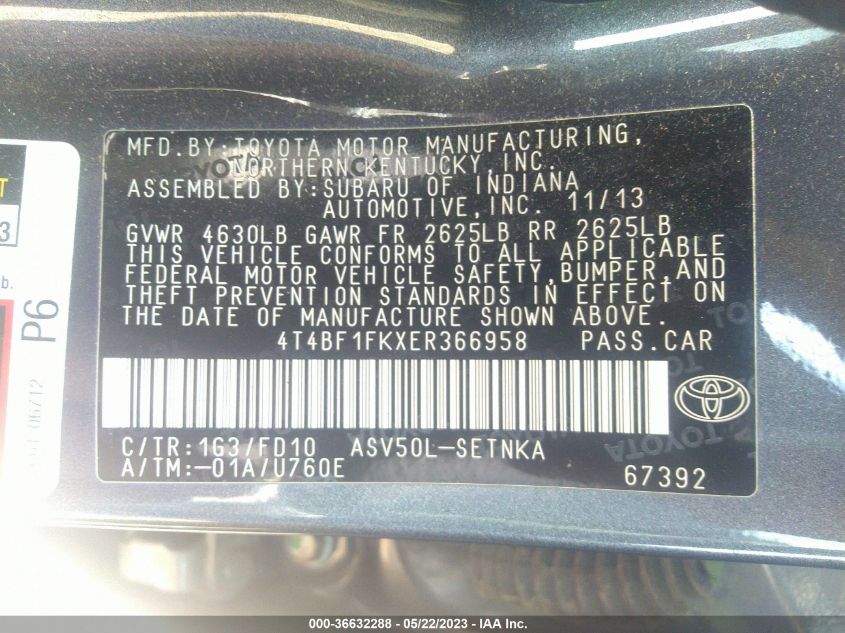 MFD.BY:TOYOTA MOTOR MANUFACTURING,
NORTHERN KENTUCKY, INC.
ASSEMBLED BY:SUBARU OF INDIANA
AUTOMOTIVE,INC. 11/13
GVWR 4630LB GAWR FR 2625LB RR 2625LB
THIS VEHICLE CONFORMS TO ALL APPLICABLE
FEDERAL MOTOR VEHICLE SAFETY,BUMPER,AND
THEFT PREVENTION STANDARDS IN EFFECT ON
THE DATE OF MANUFACTURE SHOWN ABOVE.
4T4BF1FKXER366958 PASS.CAR
C/TR:1G3/FD10 ASV50L-SETNKA
A/TM:-01A/U760E
67392
T
3
b.
P6
06/12
000-36632288 - 05/22/2023 - IAA Inc.